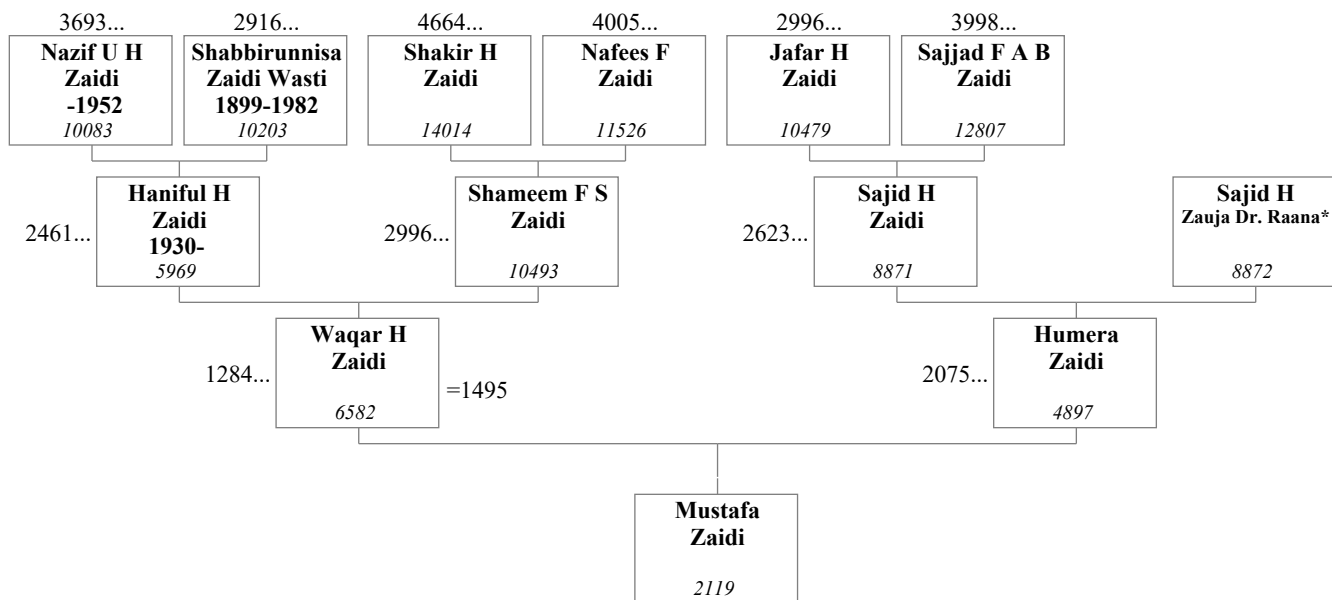 3693...
2916...
4664...
4005...
2996...
3998...
Nazif U H
Zaidi
-1952
10083
Shabbirunnisa
Zaidi Wasti
1899-1982
10203
Shakir H
Zaidi
14014
Nafees F
Zaidi
11526
Jafar H
Zaidi
10479
Sajjad F A B
Zaidi
12807
2461...
Haniful H
Zaidi
1930-
5969
2996...
Shameem F S
Zaidi
10493
2623...
Sajid H
Zaidi
8871
Sajid H
Zauja Dr. Raana*
8872
1284...
Waqar H
Zaidi
6582
=1495
2075...
Humera
Zaidi
4897
Mustafa
Zaidi
2119